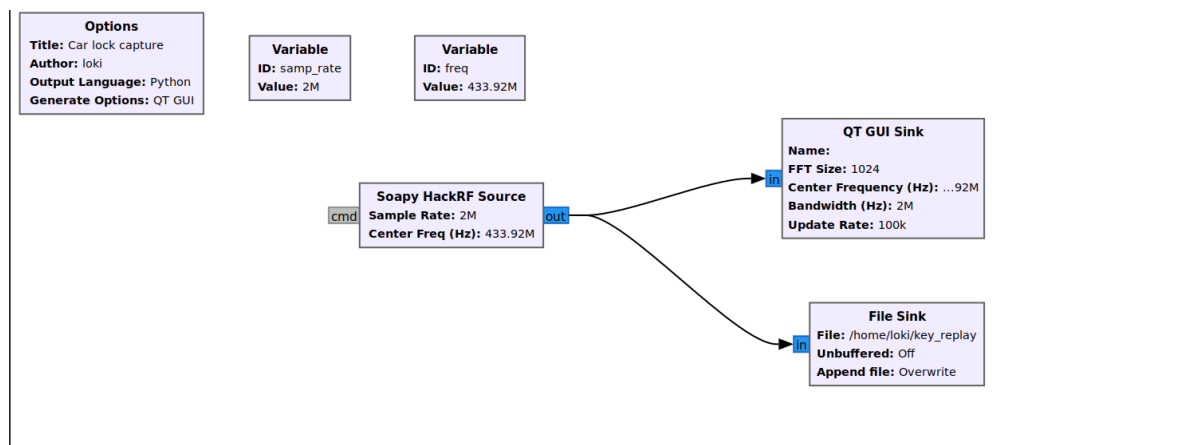 Options
Title: Car lock capture
Author: loki
Output Language: Python
Generate Options: QT GUI
Variable
ID: samp_rate
Value: 2M
Variable
ID: freq
Value: 433.92M
QT GUI Sink
Name:
FFT Size: 1024
Center Frequency (Hz): ...92M
Bandwidth (Hz): 2M
Update Rate: 100k
in
Soapy HackRF Source
Sample Rate: 2M
Center Freq (Hz): 433.92M
cmd
out
File Sink
File: /home/loki/key_replay
Unbuffered: Off
Append file: Overwrite
in